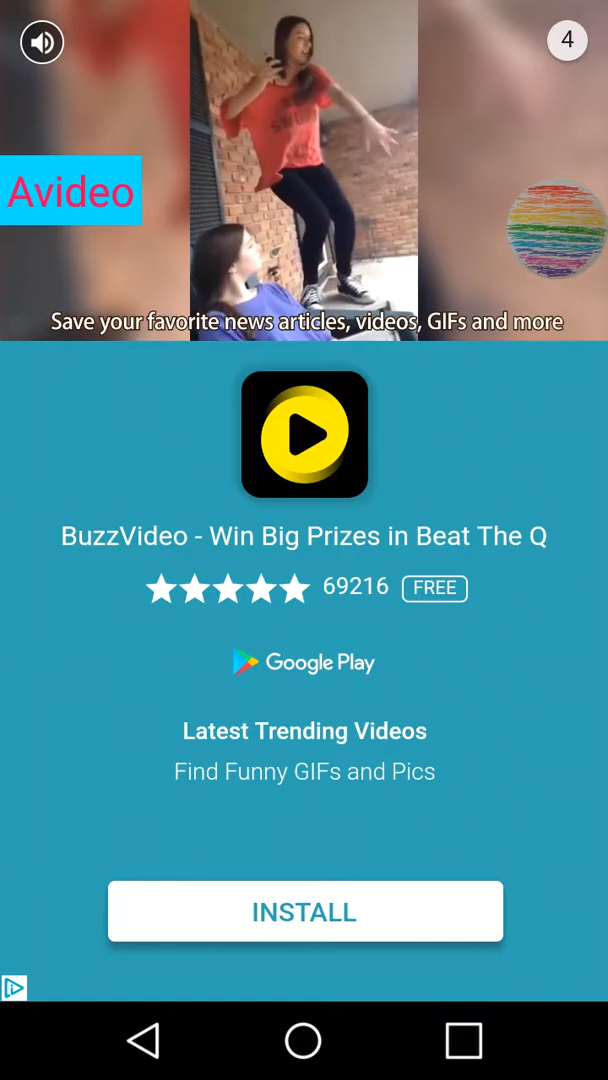 4
Avideo
Save your favorite news articles, videos, GIFs and more
BuzzVideo - Win Big Prizes in Beat The Q
69216 FREE
Google Play
Latest Trending Videos
Find Funny GIFs and Pics
INSTALL